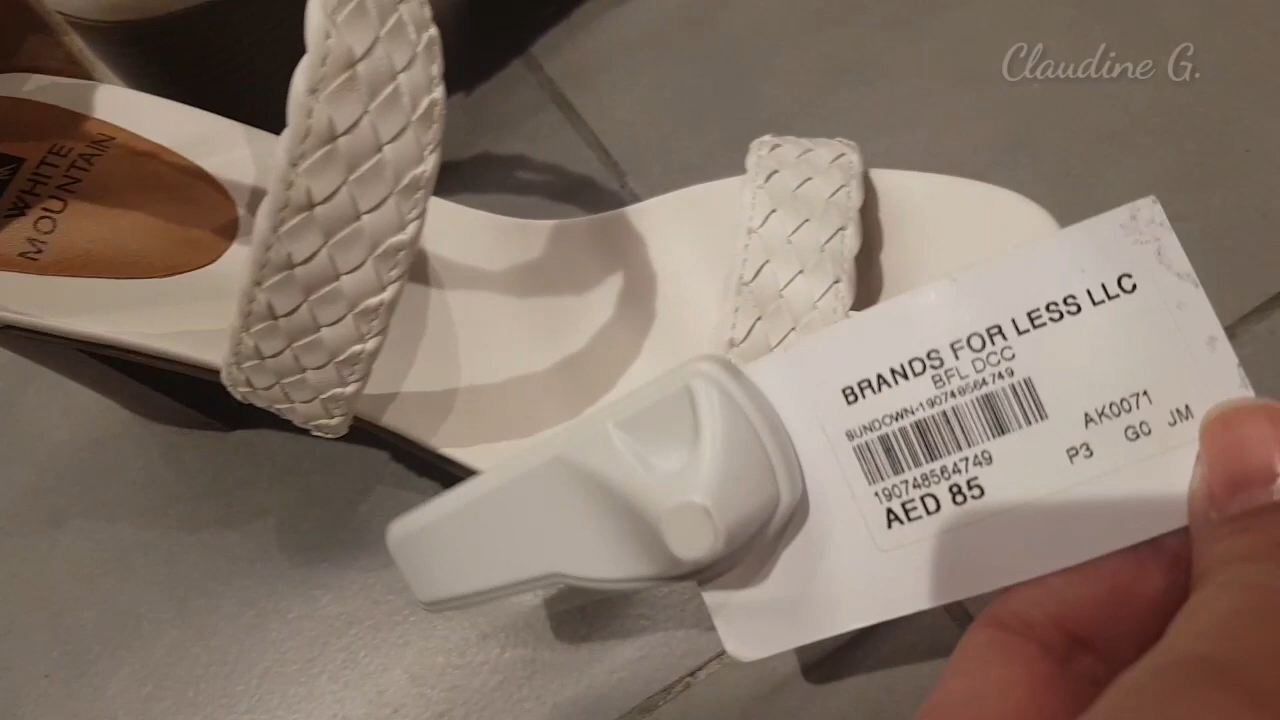 Claudine G.
WHITE
MOUNTAIN
BRANDS FOR LESS LLC
BFL DCC
SUNDOWN-190748564749
190748564749
AED 85
AK0071
P3 G0 JM